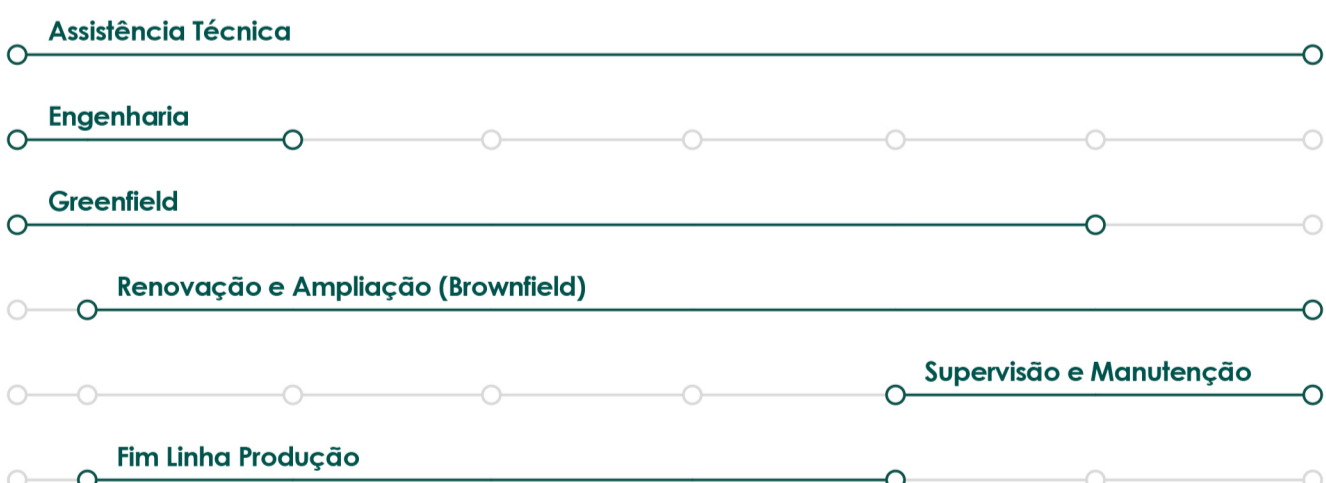 Assistência Técnica
Engenharia
Greenfield
Renovação e Ampliação (Brownfield)
Supervisão e Manutenção
Fim Linha Produção